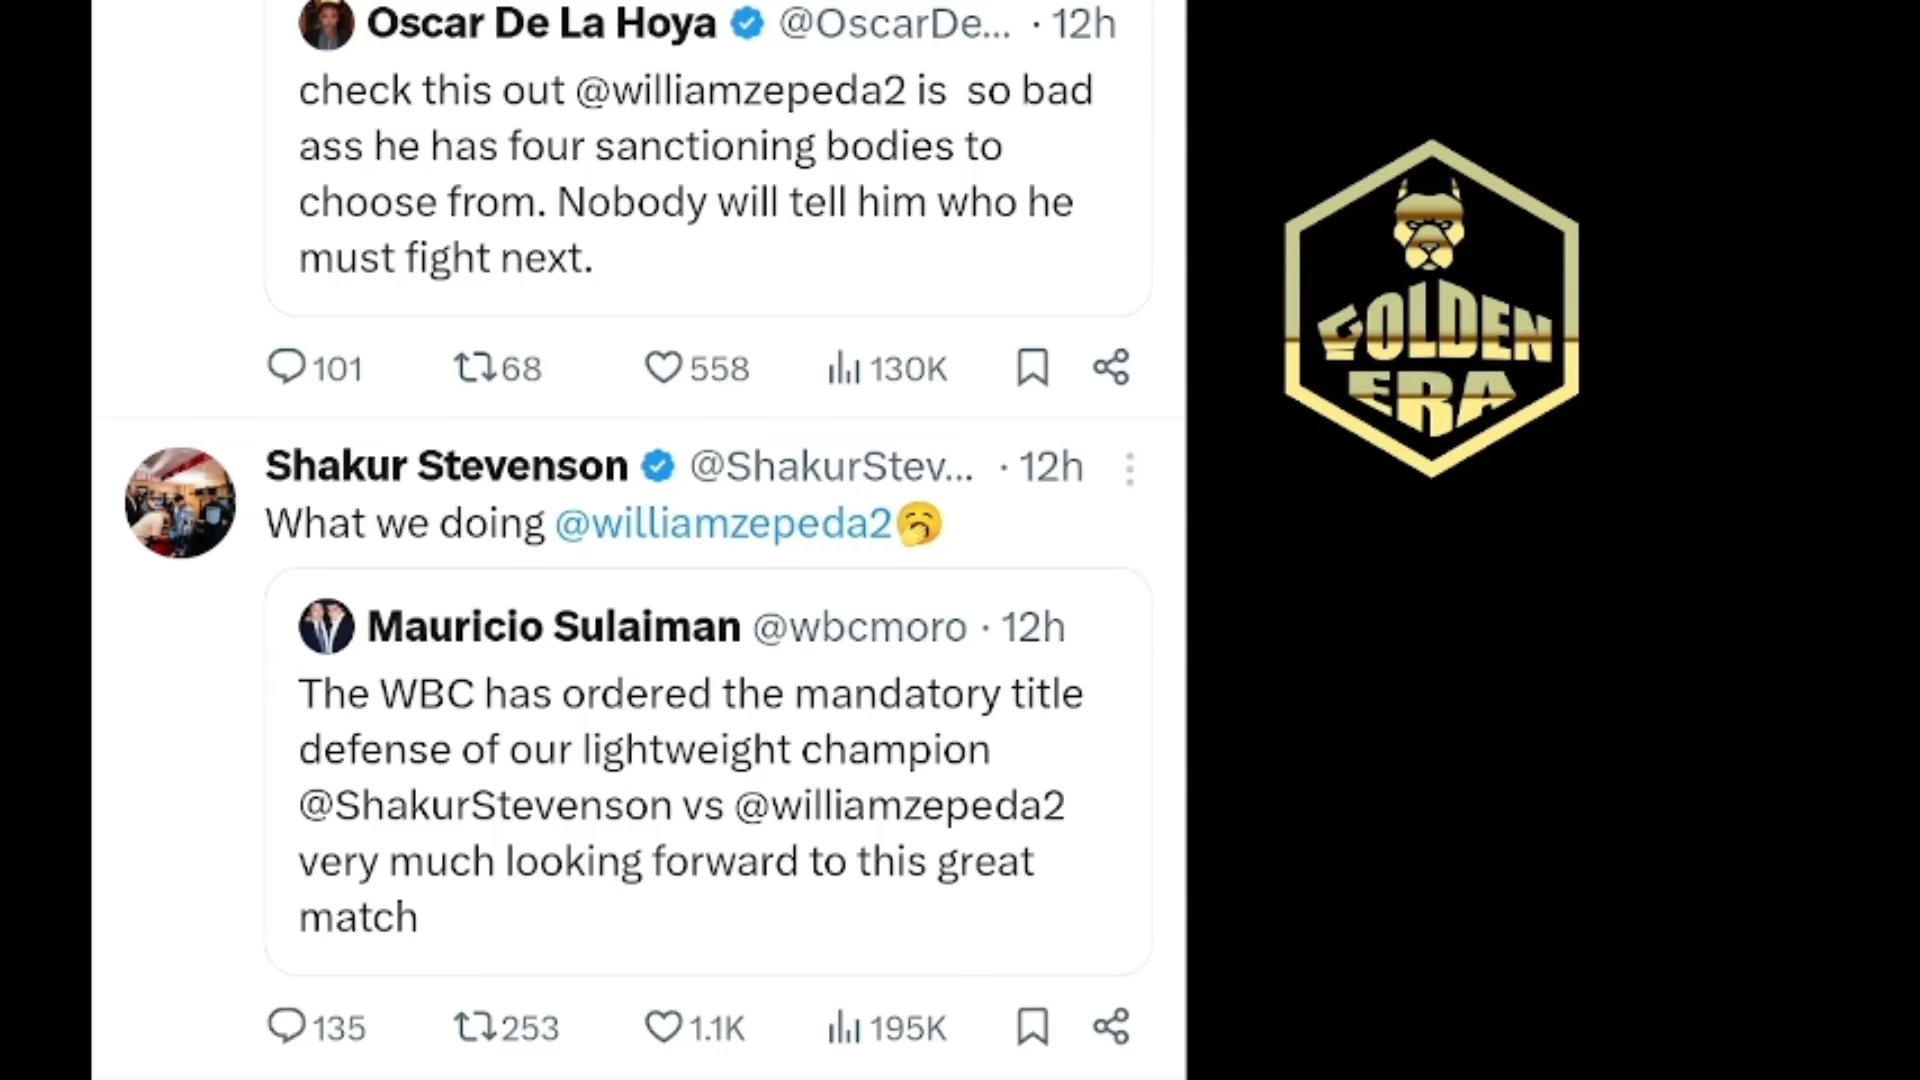 Oscar De La Hoya @OscarDe... · 12h
check this out @williamzepeda2 is so bad
ass he has four sanctioning bodies to
choose from. Nobody will tell him who he
must fight next.
101 68 558 130K
Shakur Stevenson @ShakurStev... · 12h
What we doing @williamzepeda2🥱
Mauricio Sulaiman @wbcmoro · 12h
The WBC has ordered the mandatory title
defense of our lightweight champion
@ShakurStevenson vs @williamzepeda2
very much looking forward to this great
match
135 253 1.1K 195K
GOLDEN
ERA